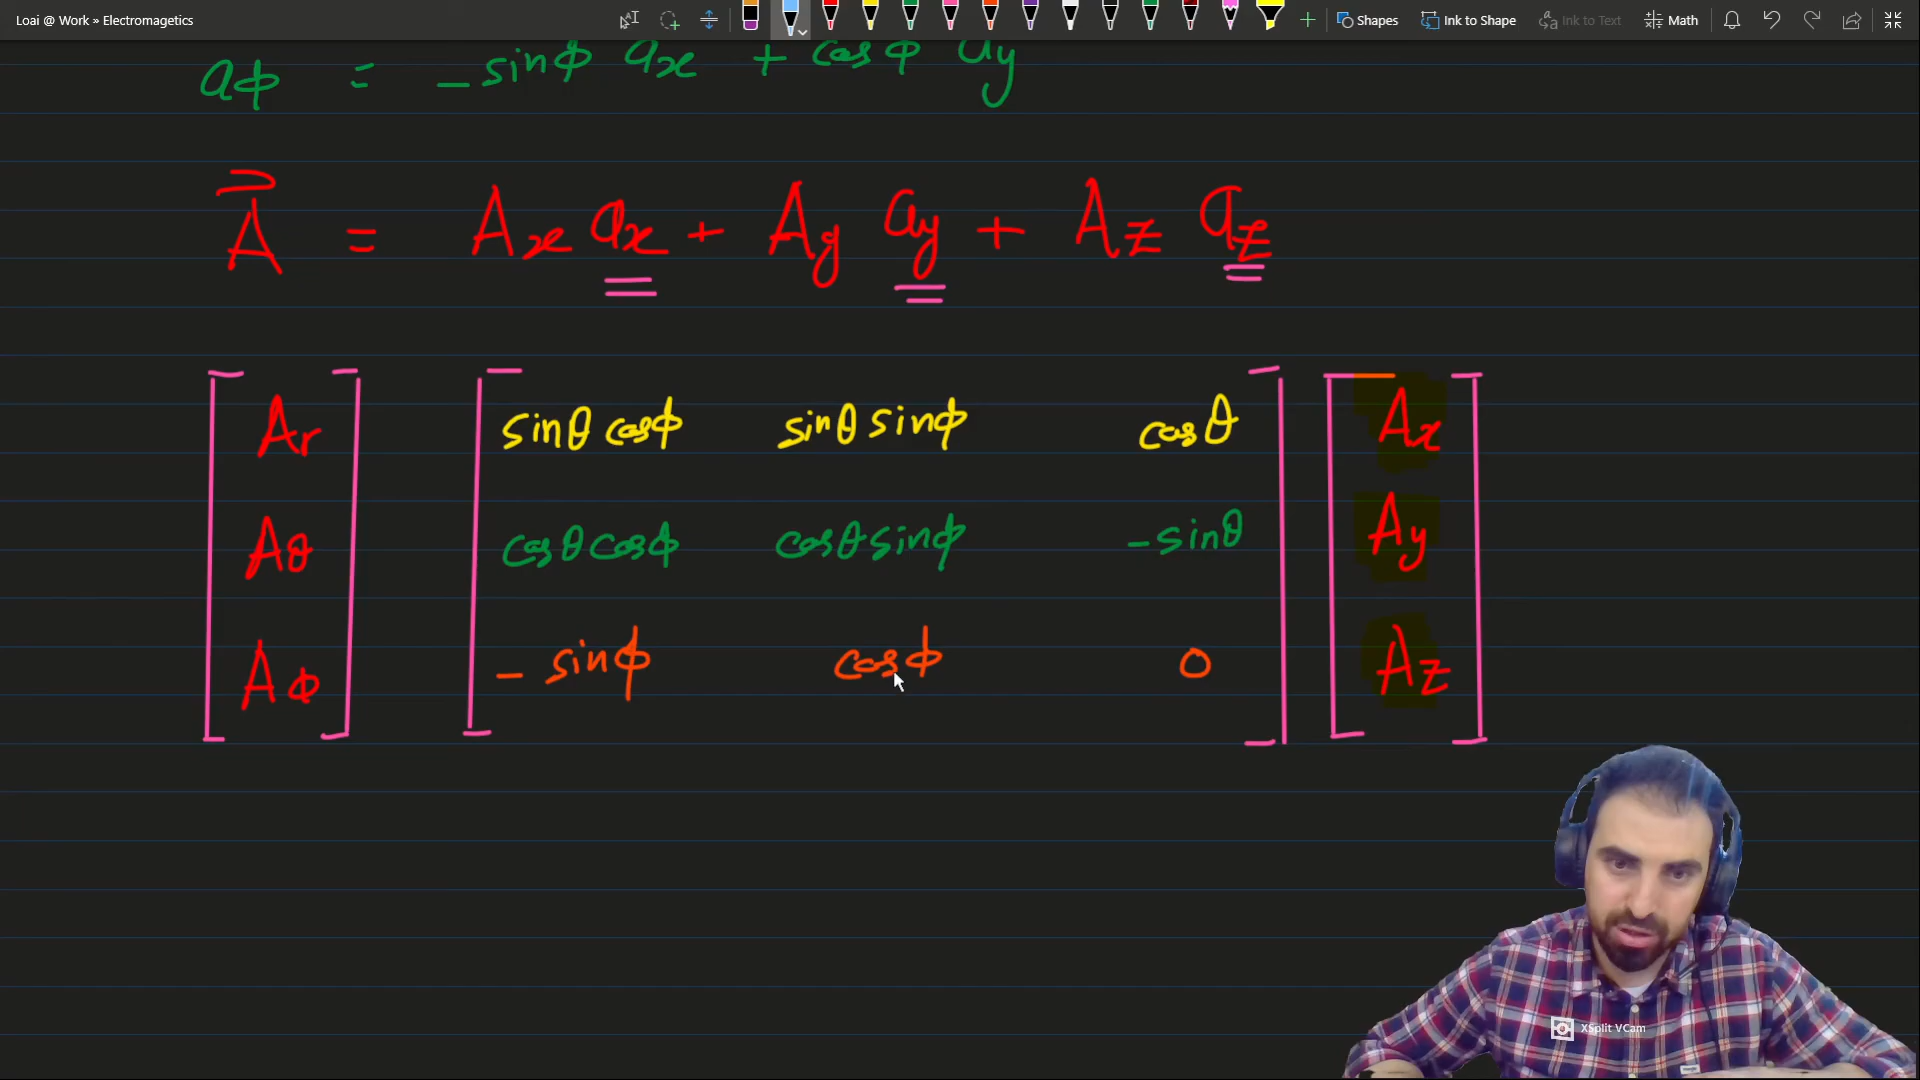 Loai @ Work » Electromagetics
Shapes Ink to Shape Ink to Text Math
aφ = -sinφ ax + cosφ ay
A = Ax ax + Ay ay + Az az
Ar sinθ cosφ sinθ sinφ cosθ Ax
Aθ cosθ cosφ cosθ sinφ -sinθ Ay
Aφ - sinφ cosφ 0 Az
XSplit VCam